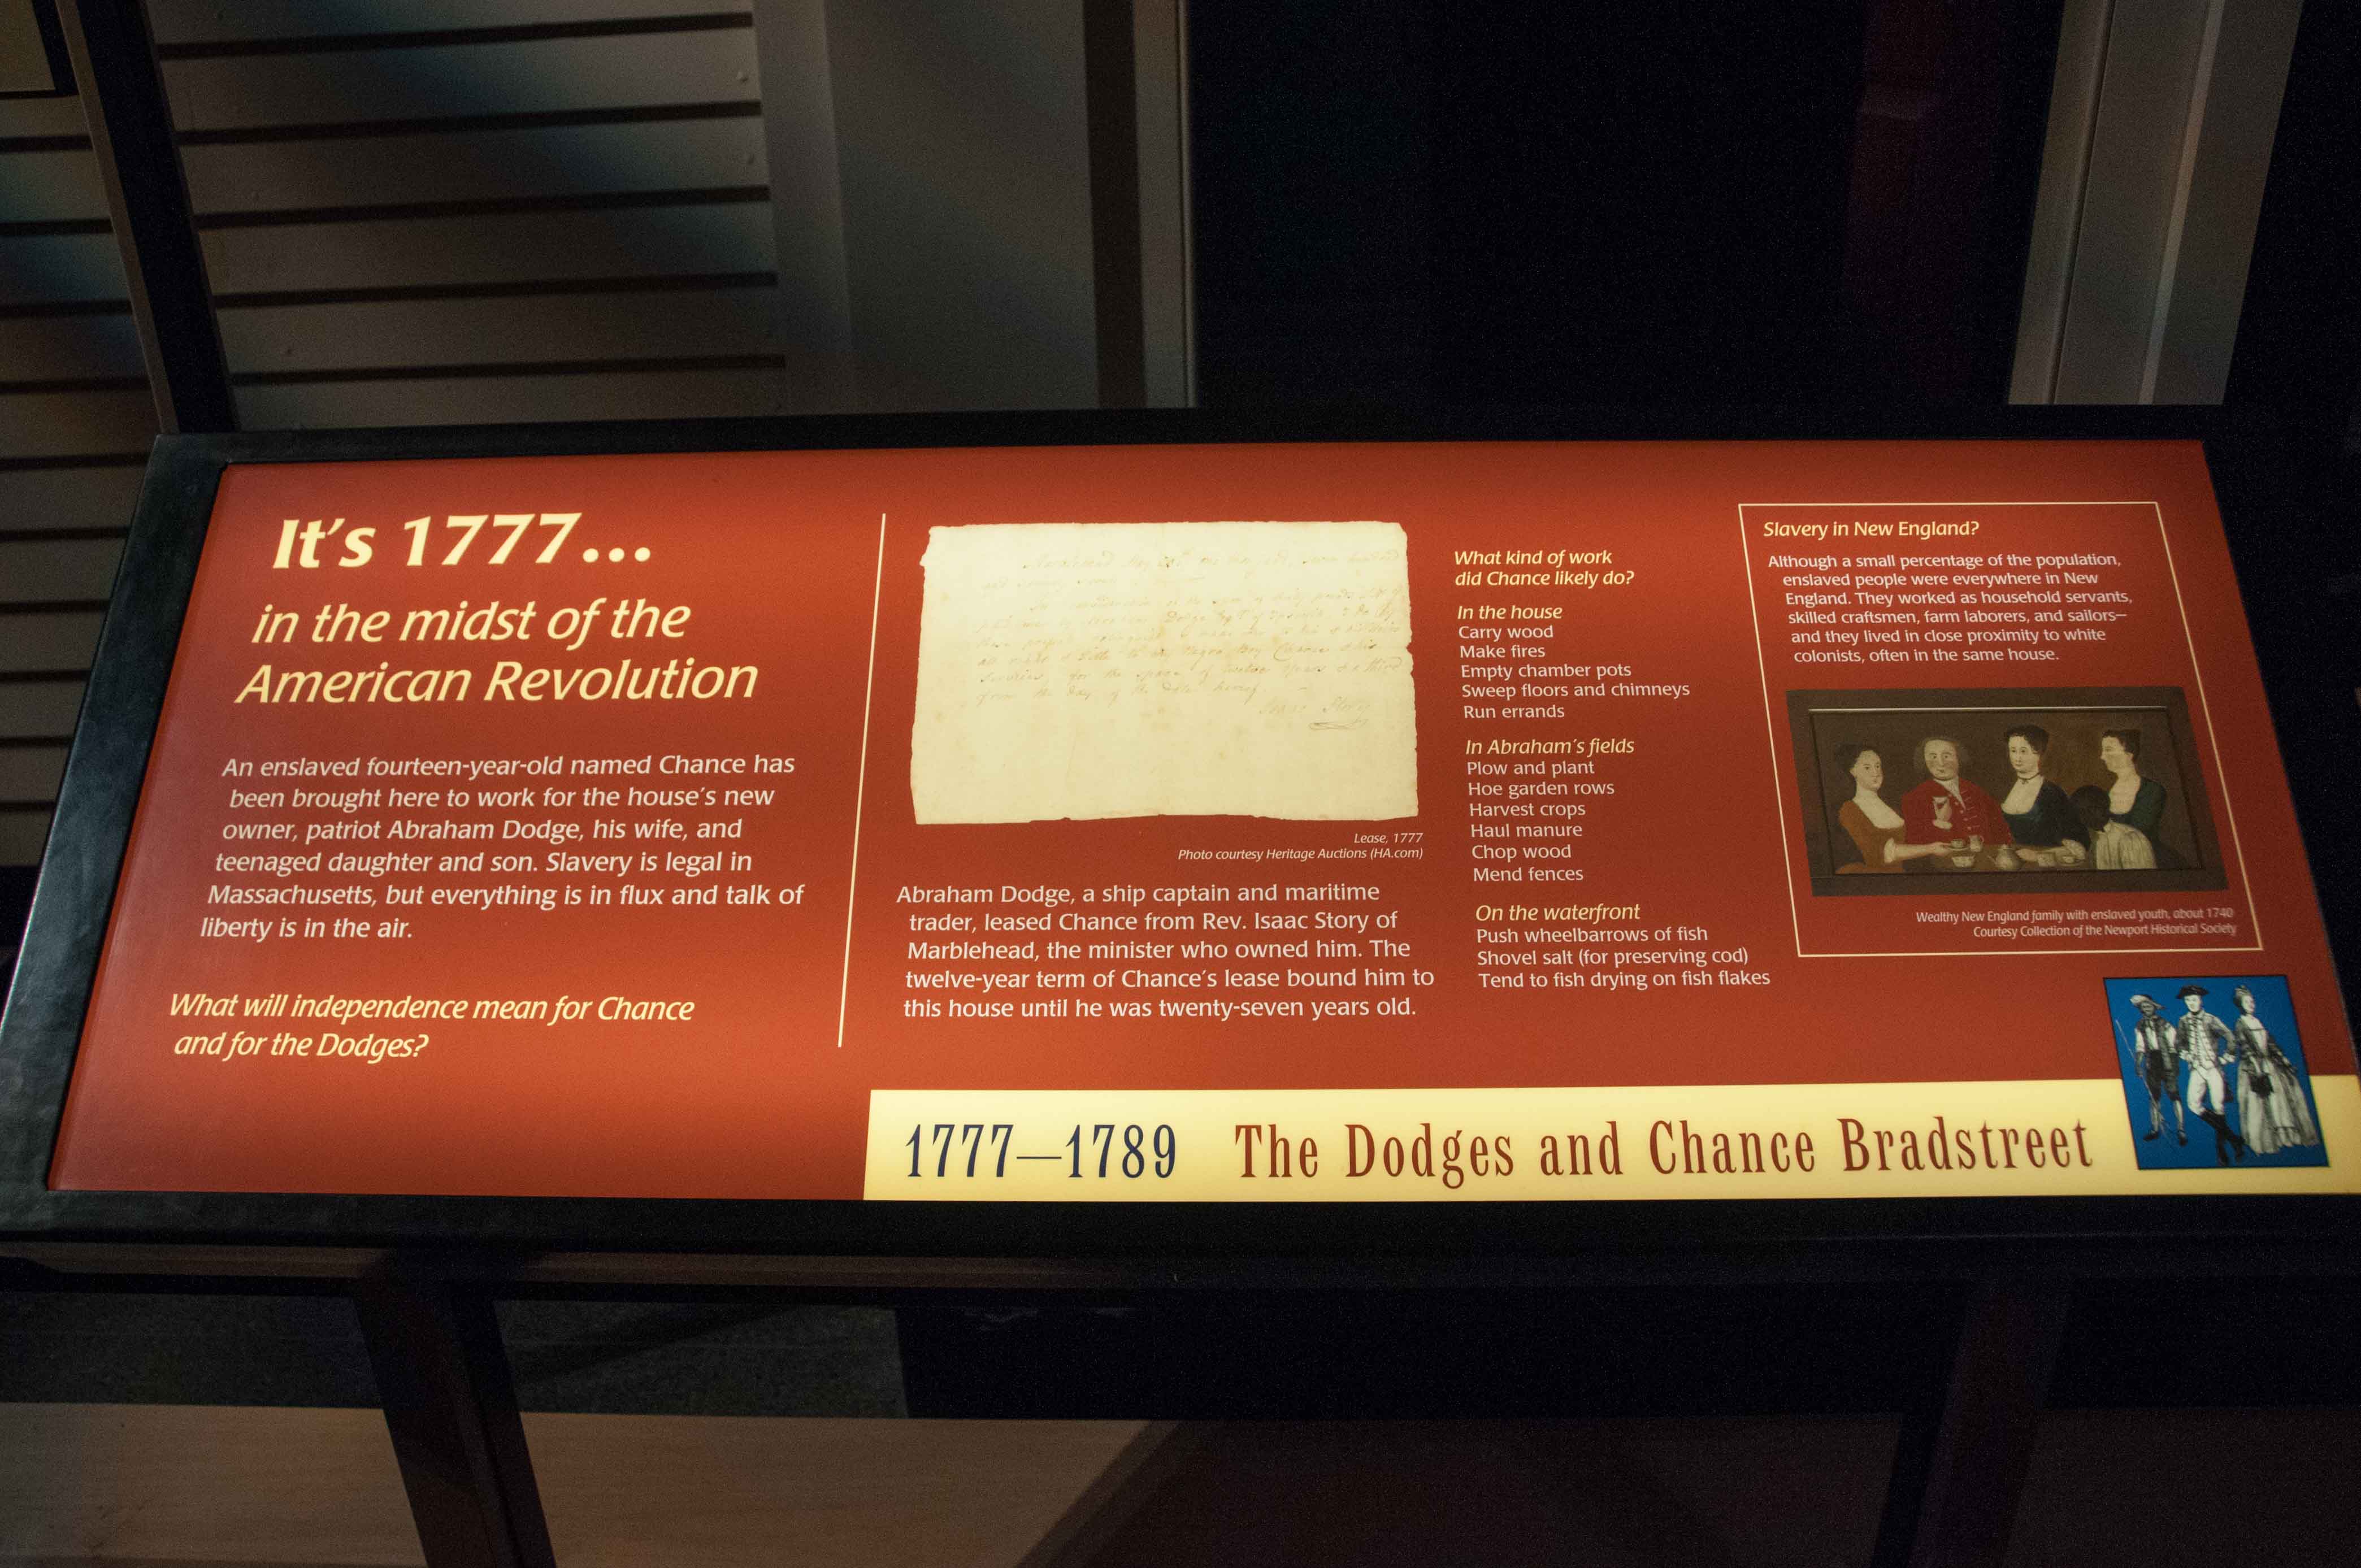 It's 1777...
in the midst of the
American Revolution
An enslaved fourteen-year-old named Chance has
been brought here to work for the house's new
owner, patriot Abraham Dodge, his wife, and
teenaged daughter and son. Slavery is legal in
Massachusetts, but everything is in flux and talk of
liberty is in the air.
What will independence mean for Chance
and for the Dodges?
Lease, 1777
Photo courtesy Heritage Auctions (HA.com)
Abraham Dodge, a ship captain and maritime
trader, leased Chance from Rev. Isaac Story of
Marblehead, the minister who owned him. The
twelve-year term of Chance's lease bound him to
this house until he was twenty-seven years old.
What kind of work
did Chance likely do?
In the house
Carry wood
Make fires
Empty chamber pots
Sweep floors and chimneys
Run errands
In Abraham's fields
Plow and plant
Hoe garden rows
Harvest crops
Haul manure
Chop wood
Mend fences
On the waterfront
Push wheelbarrows of fish
Shovel salt (for preserving cod)
Tend to fish drying on fish flakes
Slavery in New England?
Although a small percentage of the population,
enslaved people were everywhere in New
England. They worked as household servants,
skilled craftsmen, farm laborers, and sailors—
and they lived in close proximity to white
colonists, often in the same house.
Wealthy New England family with enslaved youth, about 1740
Courtesy Collection of the Newport Historical Society
1777—1789 The Dodges and Chance Bradstreet